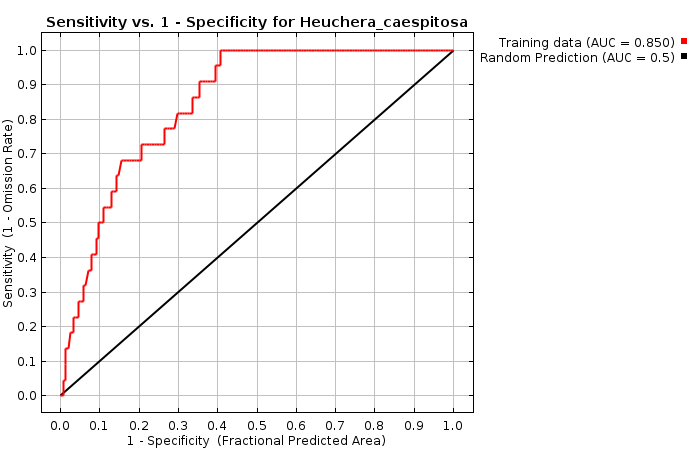 Sensitivity vs. 1 - Specificity for Heuchera_caespitosa
Training data (AUC = 0.850)
Random Prediction (AUC = 0.5)
Sensitivity (1 - Omission Rate)
1.0
0.9
0.8
0.7
0.6
0.5
0.4
0.3
0.2
0.1
0.0
0.0 0.1 0.2 0.3 0.4 0.5 0.6 0.7 0.8 0.9 1.0
1 - Specificity (Fractional Predicted Area)